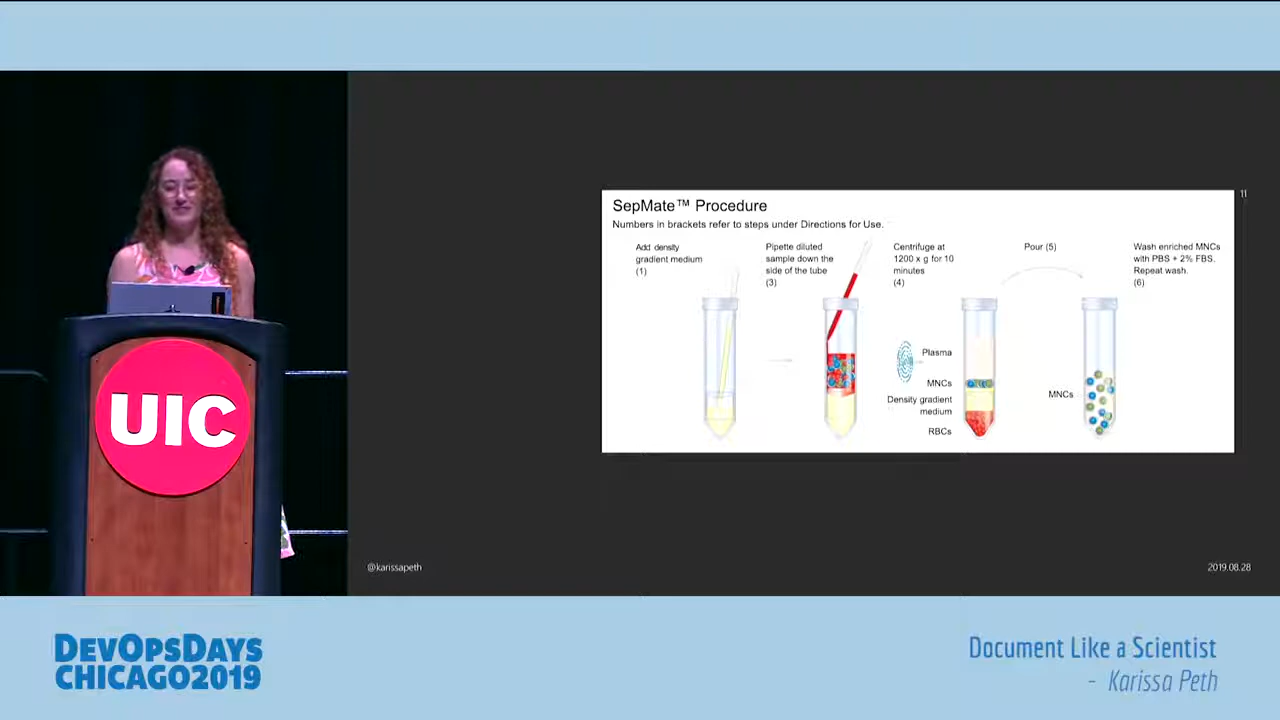 11
SepMate™ Procedure
Numbers in brackets refer to steps under Directions for Use.
Add density
gradient medium
(1)
Pipette diluted
sample down the
side of the tube
(3)
Centrifuge at
1200 x g for 10
minutes
(4)
Pour (5)
Wash enriched MNCs
with PBS + 2% FBS.
Repeat wash.
(6)
Plasma
MNCs
Density gradient
medium
RBCs
MNCs
UIC
@karissapeth
2019.08.28
DEVOPSDAYS
CHICAGO2019
Document Like a Scientist
- Karissa Peth